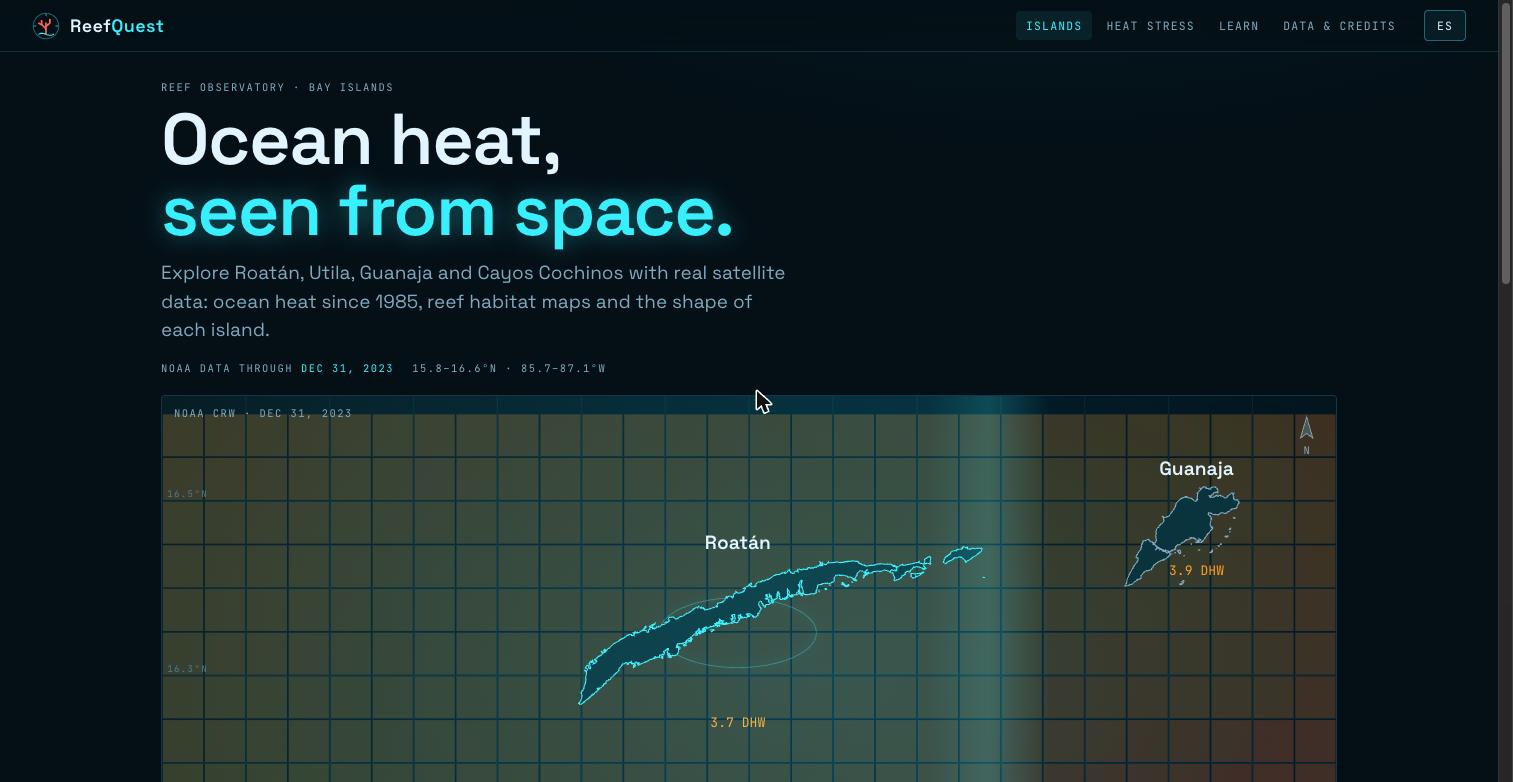 ReefQuest
ISLANDS
HEAT STRESS
LEARN
DATA & CREDITS
ES
REEF OBSERVATORY · BAY ISLANDS
Ocean heat,
seen from space.
Explore Roatán, Utila, Guanaja and Cayos Cochinos with real satellite
data: ocean heat since 1985, reef habitat maps and the shape of
each island.
NOAA DATA THROUGH DEC 31, 2023 15.8–16.6°N · 85.7–87.1°W
NOAA CRW · DEC 31, 2023
N
Guanaja
16.5°N
Roatán
3.9 DHW
16.3°N
3.7 DHW